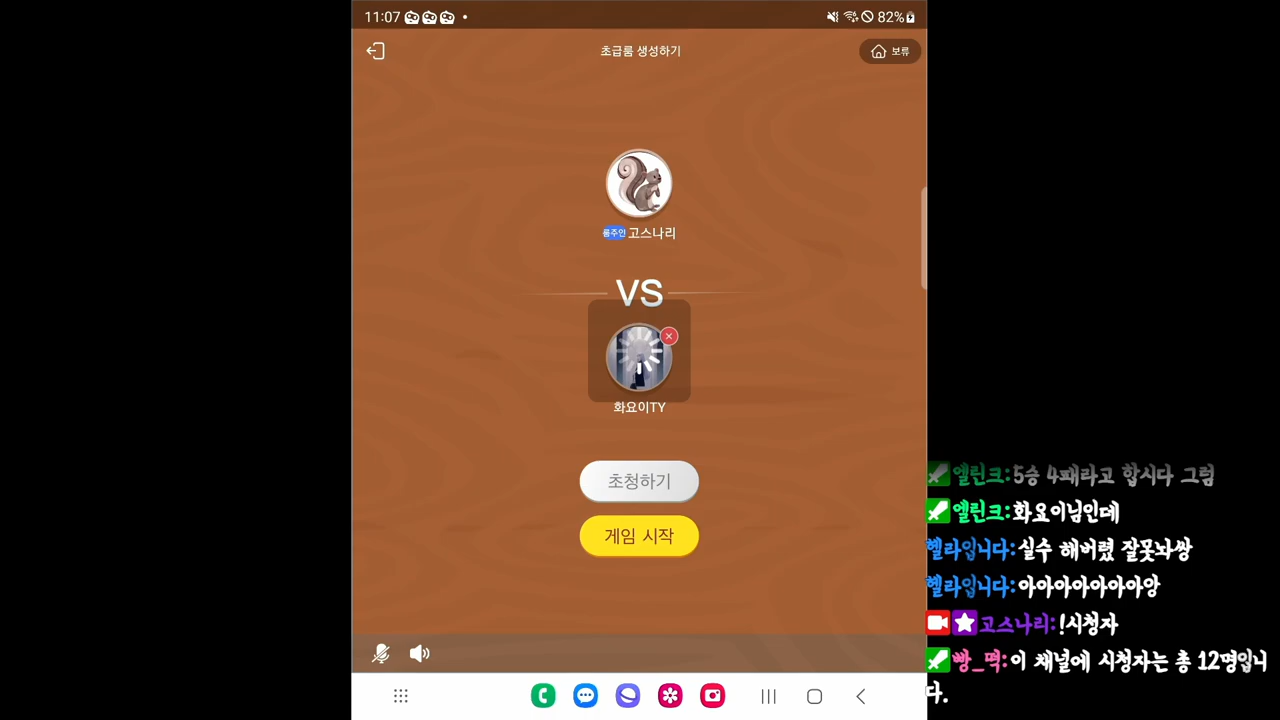 11:07
82%
초급룸 생성하기
보류
룸주인 고스나리
VS
화요이TY
초청하기
게임 시작
엘린크: 5승 4패라고 합시다 그럼
엘린크: 화요이님인데
헬라입니다: 실수 해버렸 잘못놔쌍
헬라입니다: 아아아아아아아앙
고스나리: !시청자
빵_떡: 이 채널에 시청자는 총 12명입니
다.